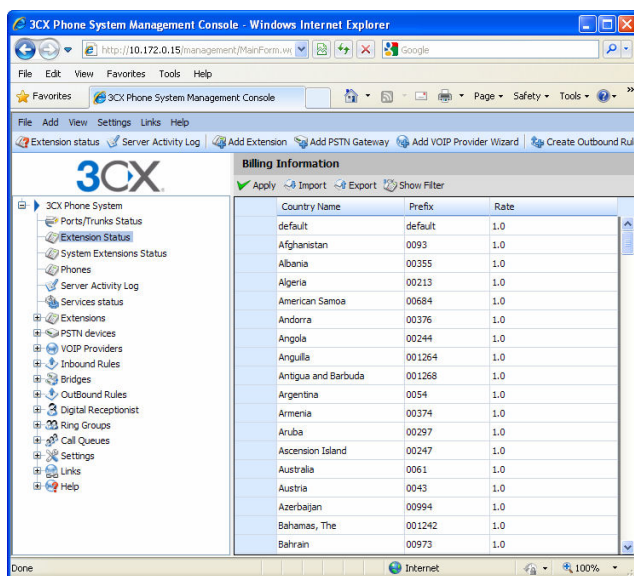 3CX Phone System Management Console - Windows Internet Explorer
http://10.172.0.15/management/MainForm.w
Google
File Edit View Favorites Tools Help
Favorites 3CX Phone System Management Console Page Safety Tools
File Add View Settings Links Help
Extension status Server Activity Log Add Extension Add PSTN Gateway Add VOIP Provider Wizard Create Outbound Rul
3CX
Billing Information
Apply Import Export Show Filter
3CX Phone System
Ports/Trunks Status
Extension Status
System Extensions Status
Phones
Server Activity Log
Services status
Extensions
PSTN devices
VOIP Providers
Inbound Rules
Bridges
OutBound Rules
Digital Receptionist
Ring Groups
Call Queues
Settings
Links
Help
Country Name Prefix Rate
default default 1.0
Afghanistan 0093 1.0
Albania 00355 1.0
Algeria 00213 1.0
American Samoa 00684 1.0
Andorra 00376 1.0
Angola 00244 1.0
Anguilla 001264 1.0
Antigua and Barbuda 001268 1.0
Argentina 0054 1.0
Armenia 00374 1.0
Aruba 00297 1.0
Ascension Island 00247 1.0
Australia 0061 1.0
Austria 0043 1.0
Azerbaijan 00994 1.0
Bahamas, The 001242 1.0
Bahrain 00973 1.0
Done Internet 100%